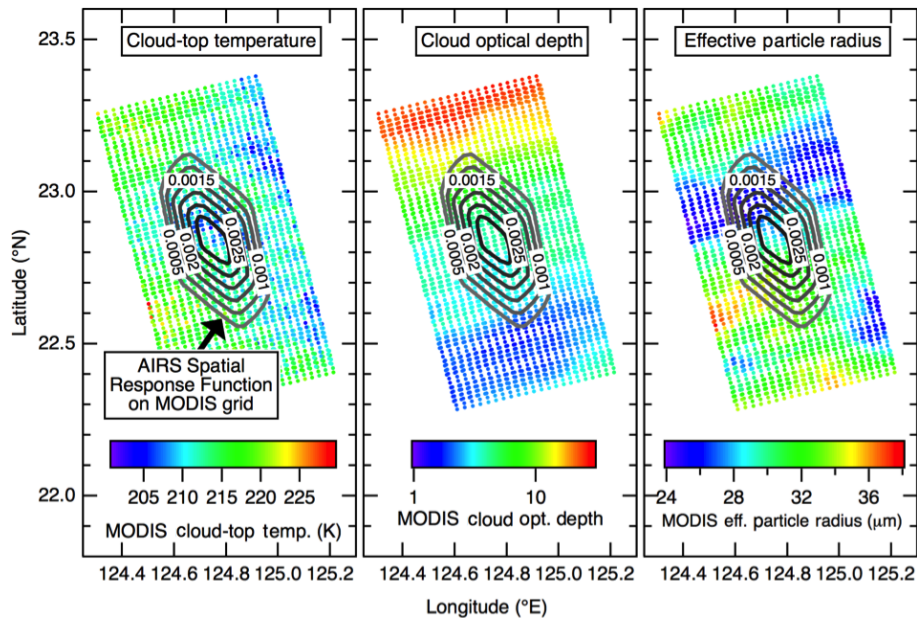 Cloud-top temperature
Cloud optical depth
Effective particle radius
23.5
23.0
22.5
22.0
Latitude (°N)
0.0015
0.0005
0.002
0.0025
0.001
0.0015
0.0005
0.002
0.0025
0.001
0.0015
0.0005
0.002
0.0025
0.001
AIRS Spatial
Response Function
on MODIS grid
205 210 215 220 225
MODIS cloud-top temp. (K)
1 10
MODIS cloud opt. depth
24 28 32 36
MODIS eff. particle radius (μm)
124.4 124.6 124.8 125.0 125.2
124.4 124.6 124.8 125.0 125.2
124.4 124.6 124.8 125.0 125.2
Longitude (°E)